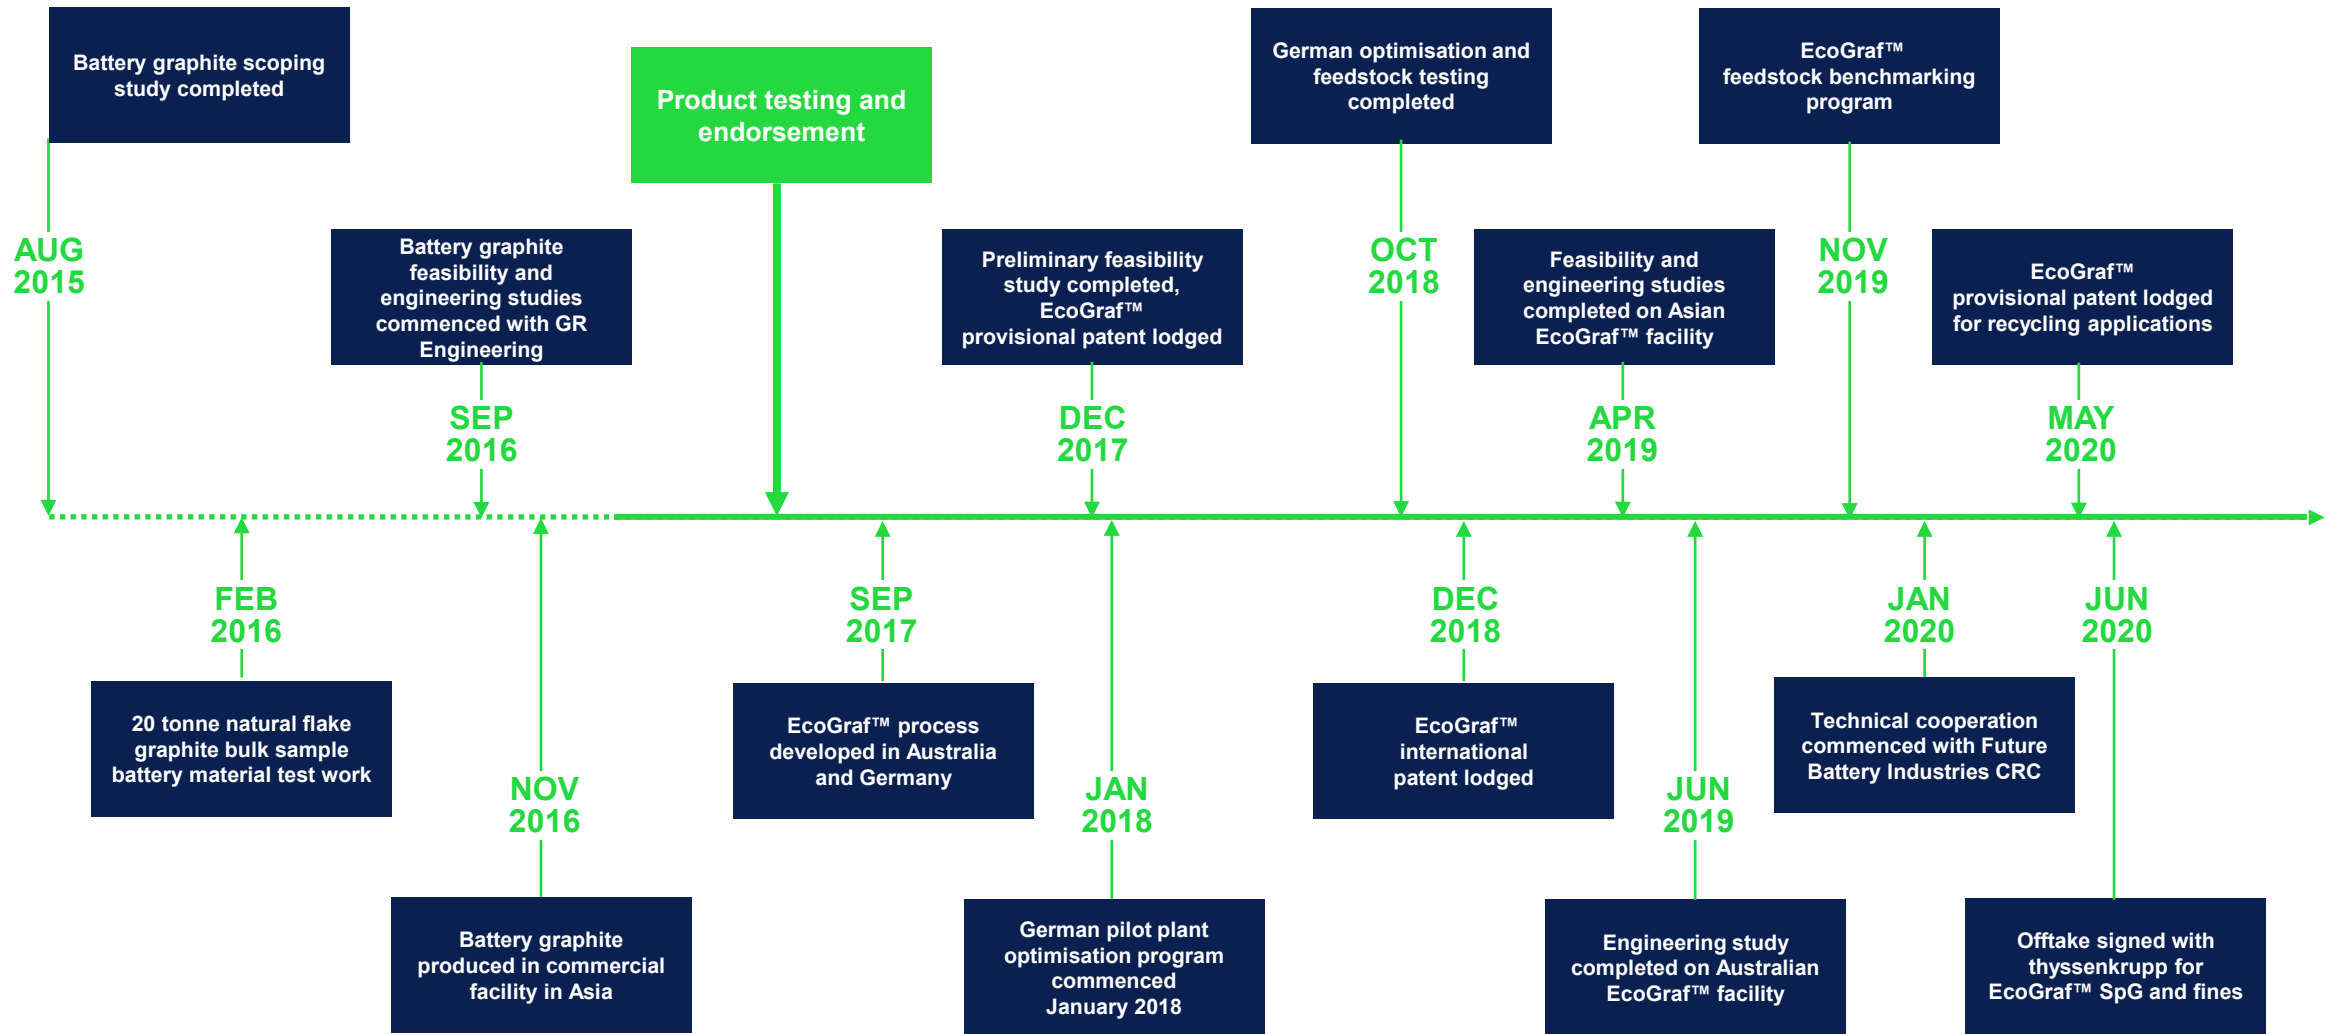 Battery graphite scoping
study completed
AUG
2015
20 tonne natural flake
graphite bulk sample
battery material test work
FEB
2016
Battery graphite
feasibility and
engineering studies
commenced with GR
Engineering
SEP
2016
Battery graphite
produced in commercial
facility in Asia
NOV
2016
Product testing and
endorsement
EcoGraf™ process
developed in Australia
and Germany
SEP
2017
Preliminary feasibility
study completed,
EcoGraf™
provisional patent lodged
DEC
2017
German pilot plant
optimisation program
commenced
January 2018
JAN
2018
German optimisation and
feedstock testing
completed
OCT
2018
EcoGraf™
international
patent lodged
DEC
2018
Feasibility and
engineering studies
completed on Asian
EcoGraf™ facility
APR
2019
Engineering study
completed on Australian
EcoGraf™ facility
JUN
2019
EcoGraf™
feedstock benchmarking
program
NOV
2019
Technical cooperation
commenced with Future
Battery Industries CRC
JAN
2020
EcoGraf™
provisional patent lodged
for recycling applications
MAY
2020
Offtake signed with
thyssenkrupp for
EcoGraf™ SpG and fines
JUN
2020